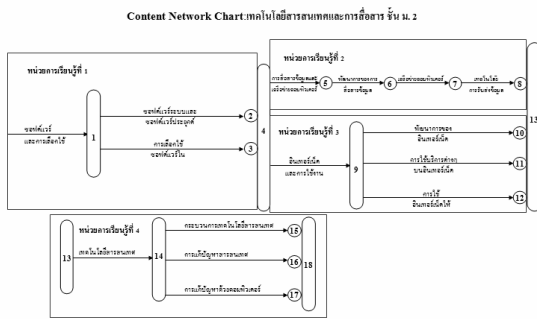 Content Network Chart:เทคโนโลยีสารสนเทศและการสื่อสาร ชั้น ม. 2
หน่วยการเรียนรู้ที่ 1
ซอฟต์แวร์
และการเลือกใช้
1
ซอฟต์แวร์ระบบและ
ซอฟต์แวร์ประยุกต์
2
การเลือกใช้
ซอฟต์แวร์ใน
3
4
หน่วยการเรียนรู้ที่ 2
การสื่อสารข้อมูลและ
เครือข่ายคอมพิวเตอร์
5
พัฒนาการของการ
สื่อสารข้อมูล
6
เครือข่ายคอมพิวเตอร์
7
เทคโนโลยี
การรับส่งข้อมูล
8
13
หน่วยการเรียนรู้ที่ 3
อินเทอร์เน็ต
และการใช้งาน
9
พัฒนาการของ
อินเทอร์เน็ต
10
การใช้บริการต่างๆ
บนอินเทอร์เน็ต
11
การใช้
อินเทอร์เน็ตให้
12
หน่วยการเรียนรู้ที่ 4
13
เทคโนโลยีสารสนเทศ
14
กระบวนการเทคโนโลยีสารสนเทศ
15
การแก้ปัญหาสารสนเทศ
16
การแก้ปัญหาด้วยคอมพิวเตอร์
17
18